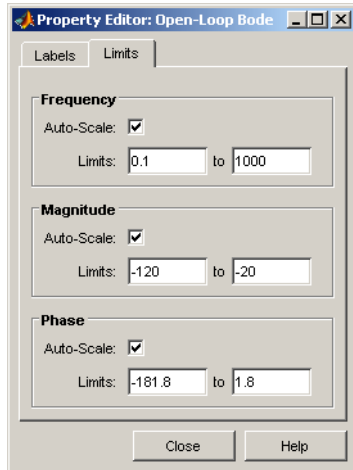 Property Editor: Open-Loop Bode
Labels Limits
Frequency
Auto-Scale:
Limits: 0.1 to 1000
Magnitude
Auto-Scale:
Limits: -120 to -20
Phase
Auto-Scale:
Limits: -181.8 to 1.8
Close Help